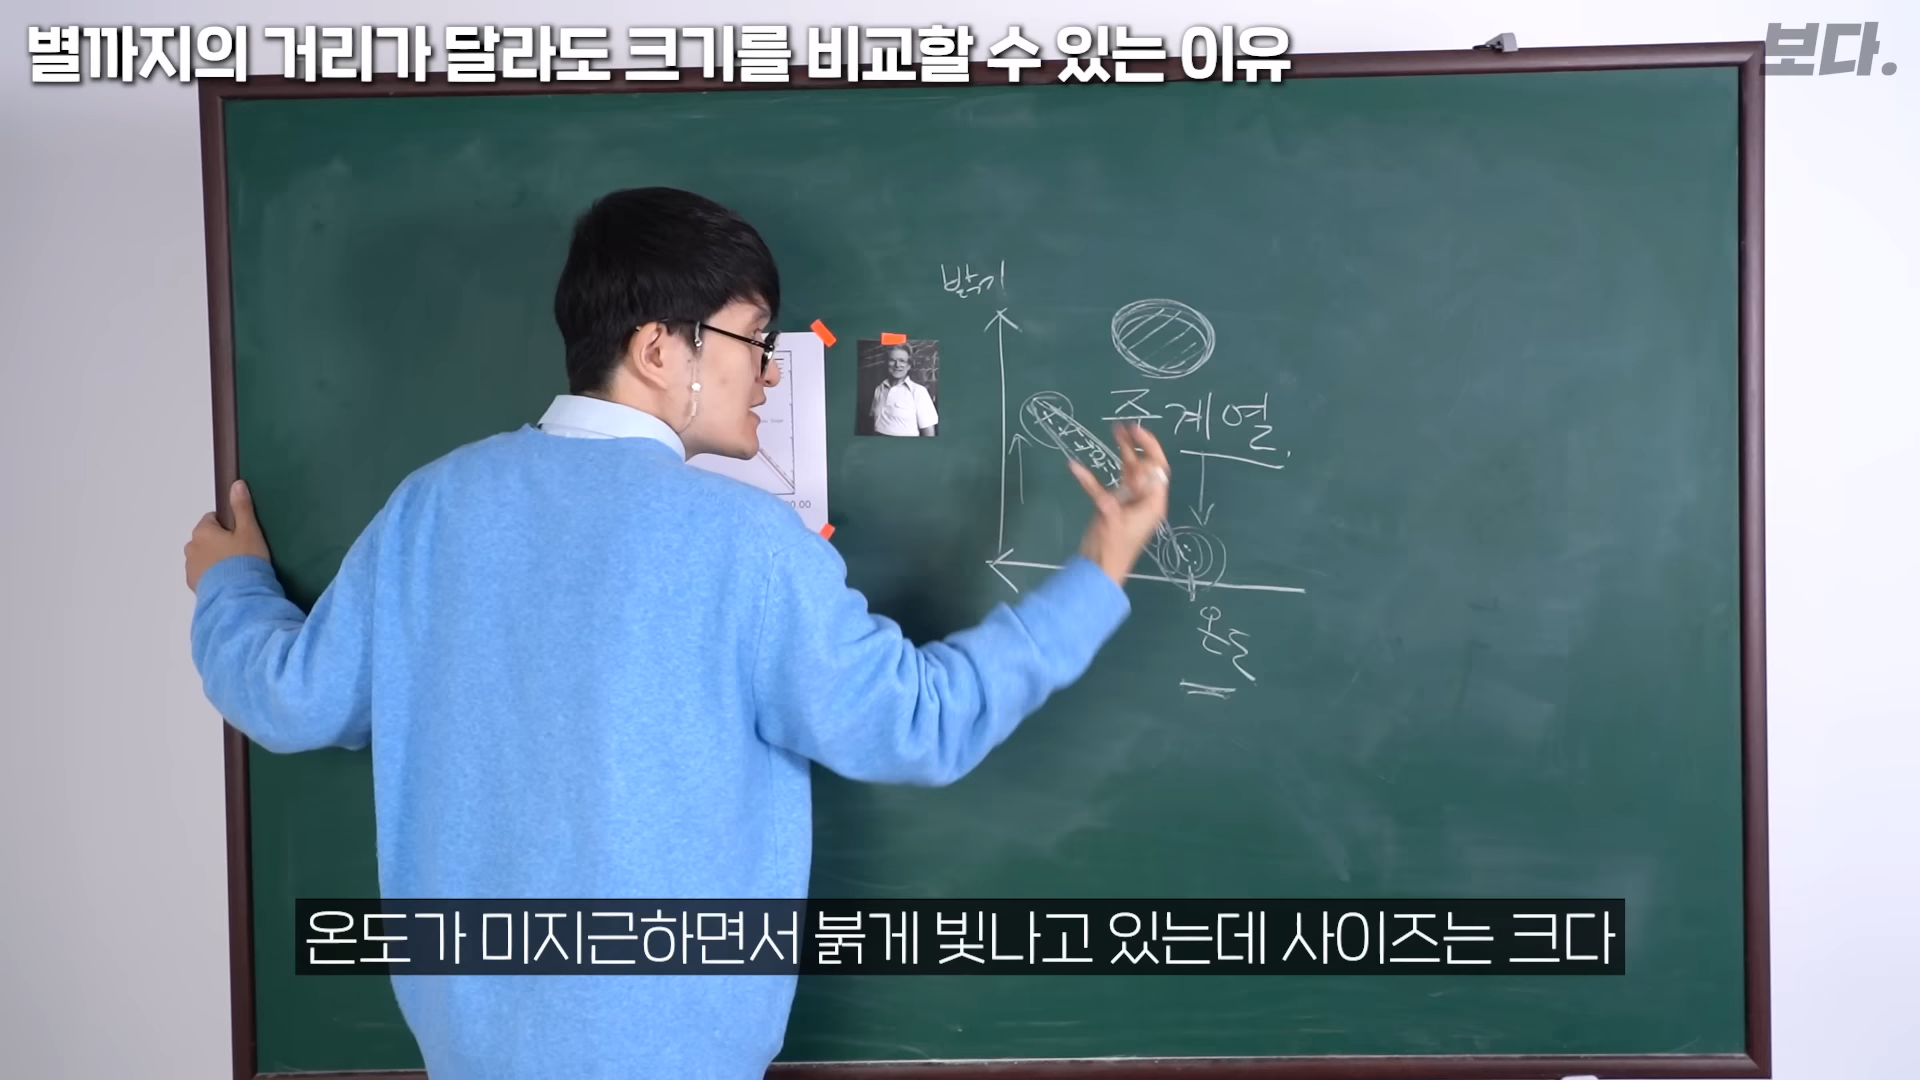 별까지의 거리가 달라도 크기를 비교할 수 있는 이유
보다.
밝기
주계열
온도
온도가 미지근하면서 붉게 빛나고 있는데 사이즈는 크다